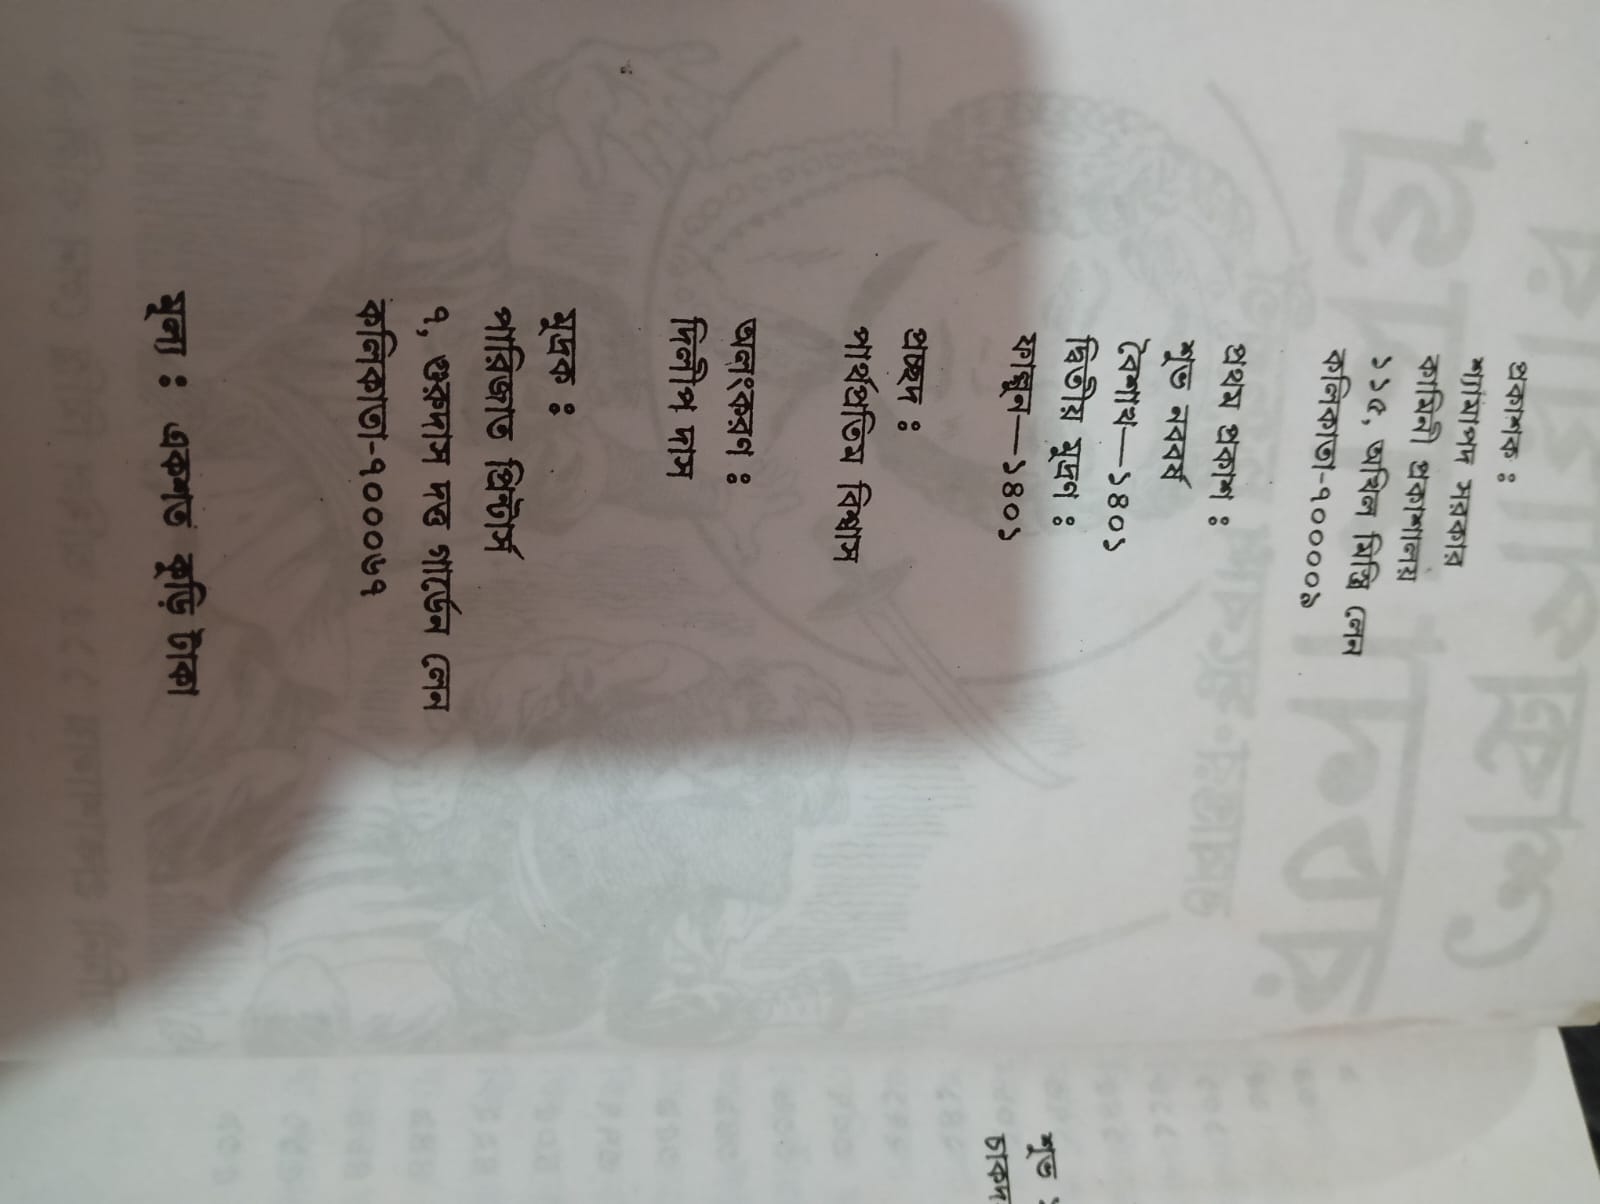 প্রকাশক :
শ্যামাপদ সরকার
কামিনী প্রকাশালয়
১১৫, অখিল মিস্ত্রি লেন
কলিকাতা-৭০০০০৯
প্রথম প্রকাশ :
শুভ নববর্ষ
বৈশাখ—১৪০১
দ্বিতীয় মুদ্রণ :
ফাল্গুন—১৪০১
প্রচ্ছদ :
পার্থপ্রতিম বিশ্বাস
অলংকরণ :
দিলীপ দাস
মুদ্রক :
পারিজাত প্রিন্টার্স
৭, গুরুদাস দত্ত গার্ডেন লেন
কলিকাতা-৭০০০৬৭
মূল্য : একশত কুড়ি টাকা
শুভ